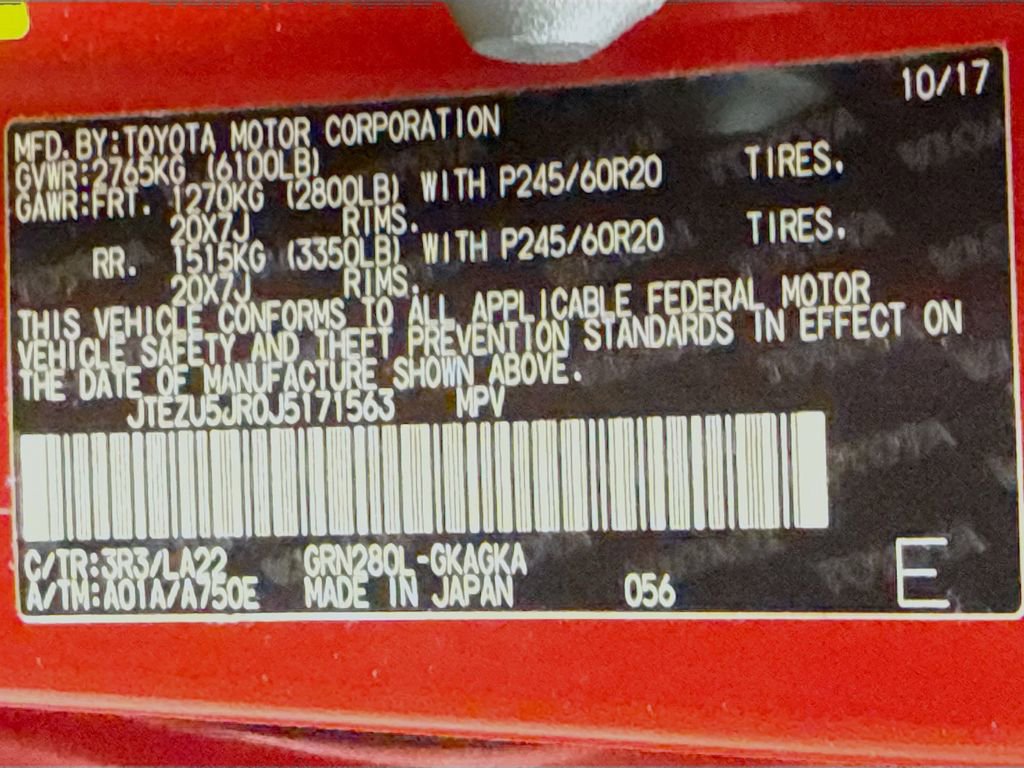 10/17
MFD. BY: TOYOTA MOTOR CORPORATION
GVWR: 2765KG (6100LB)
GAWR: FRT. 1270KG (2800LB) WITH P245/60R20 TIRES.
20X7J RIMS.
RR. 1515KG (3350LB) WITH P245/60R20 TIRES.
20X7J RIMS.
THIS VEHICLE CONFORMS TO ALL APPLICABLE FEDERAL MOTOR
VEHICLE SAFETY AND THEFT PREVENTION STANDARDS IN EFFECT ON
THE DATE OF MANUFACTURE SHOWN ABOVE.
JTEZU5JR0J5171563 MPV
C/TR: 3R3/LA22 GRN280L-GKAGKA
A/TM: A01A/A750E MADE IN JAPAN 056 E